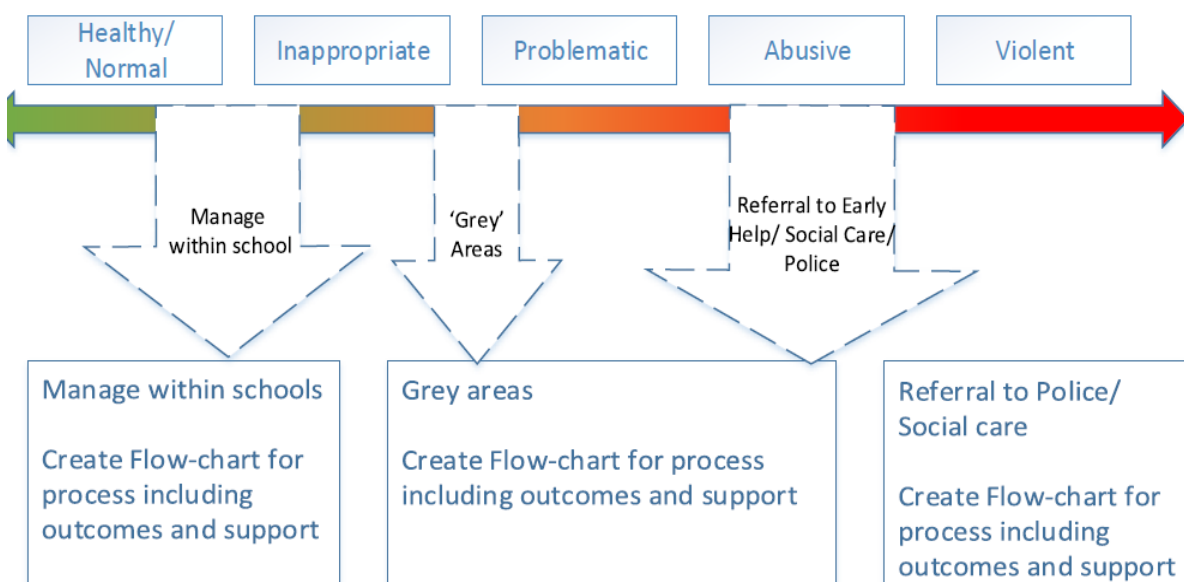 Healthy/
Normal
Inappropriate
Problematic
Abusive
Violent
Manage
within school
‘Grey’
Areas
Referral to Early
Help/ Social Care/
Police
Manage within schools
Create Flow-chart for
process including
outcomes and support
Grey areas
Create Flow-chart for process
including outcomes and support
Referral to Police/
Social care
Create Flow-chart for
process including
outcomes and support